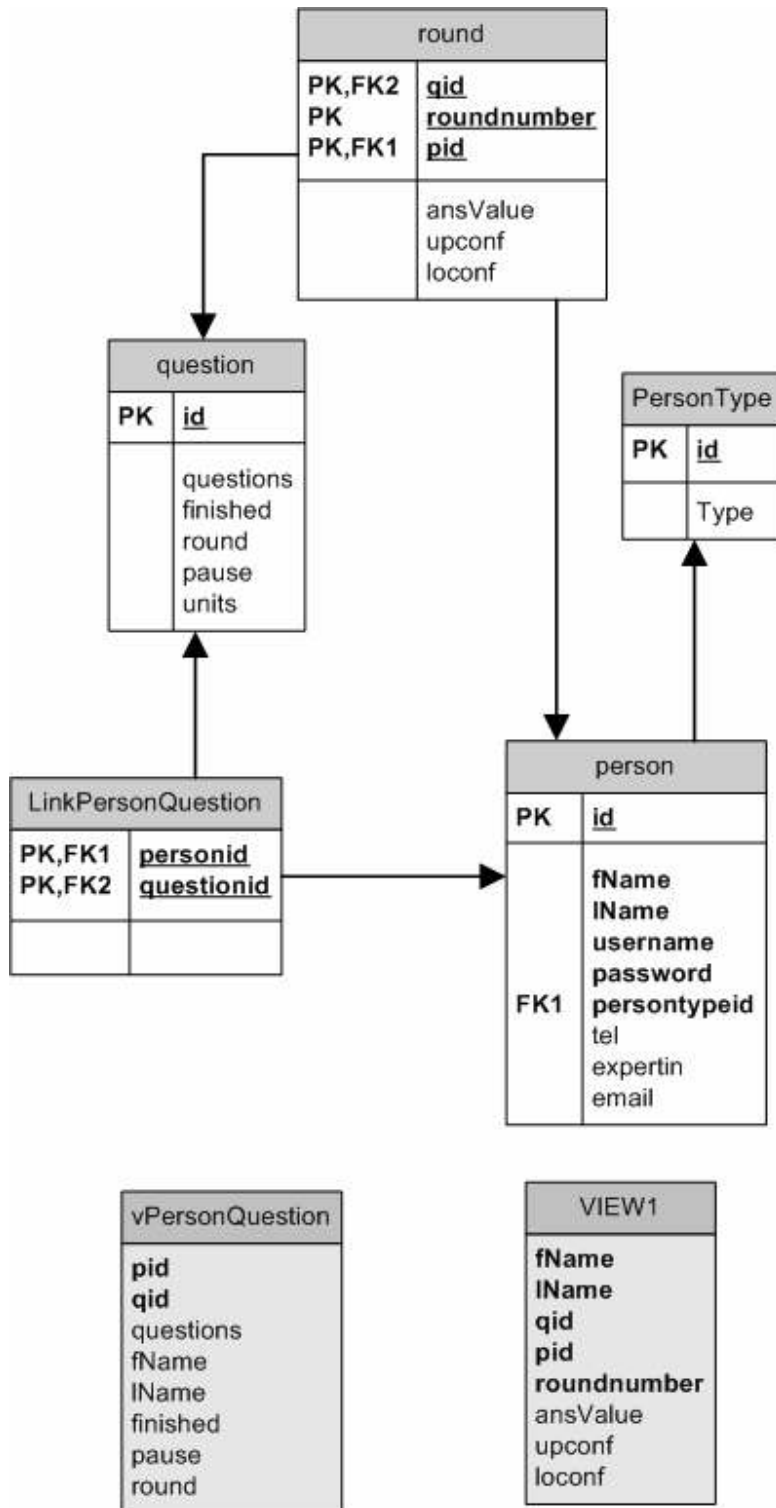 round
PK,FK2 qid
PK roundnumber
PK,FK1 pid
ansValue
upconf
loconf
question
PK id
questions
finished
round
pause
units
PersonType
PK id
Type
LinkPersonQuestion
PK,FK1 personid
PK,FK2 questionid
person
PK id
fName
lName
username
password
FK1 persontypeid
tel
expertin
email
vPersonQuestion
pid
qid
questions
fName
lName
finished
pause
round
VIEW1
fName
lName
qid
pid
roundnumber
ansValue
upconf
loconf